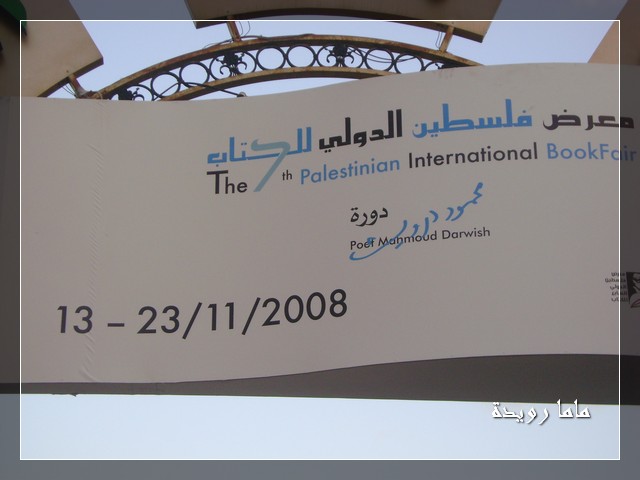 معرض فلسطين الدولي للكتاب
The 7th Palestinian International BookFair
دورة
محمود درويش
Poet Mahmoud Darwish
13 – 23/11/2008
ماما رويدة